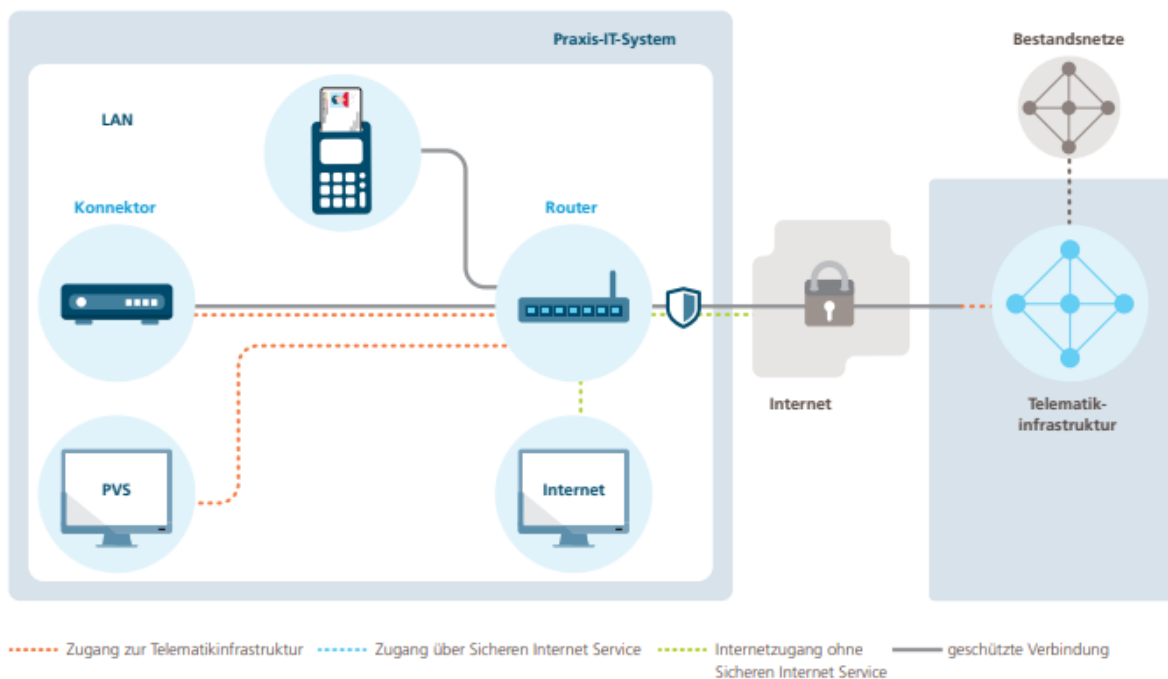 Praxis-IT-System
Bestandsnetze
LAN
Konnektor
Router
Internet
Telematik-
infrastruktur
PVS
Internet
Zugang zur Telematikinfrastruktur
Zugang über Sicheren Internet Service
Internetzugang ohne
Sicheren Internet Service
geschützte Verbindung